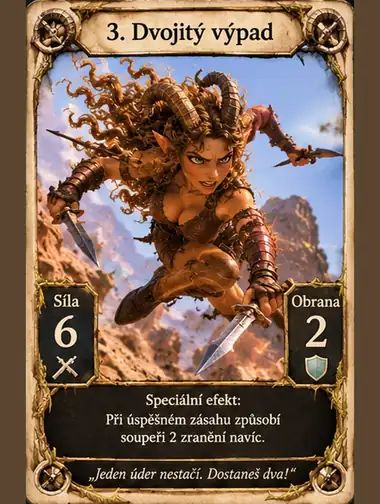 3. Dvojitý výpad
Síla
6
Obrana
2
Speciální efekt:
Při úspěšném zásahu způsobí
soupeři 2 zranění navíc.
„Jeden úder nestačí. Dostaneš dva!“